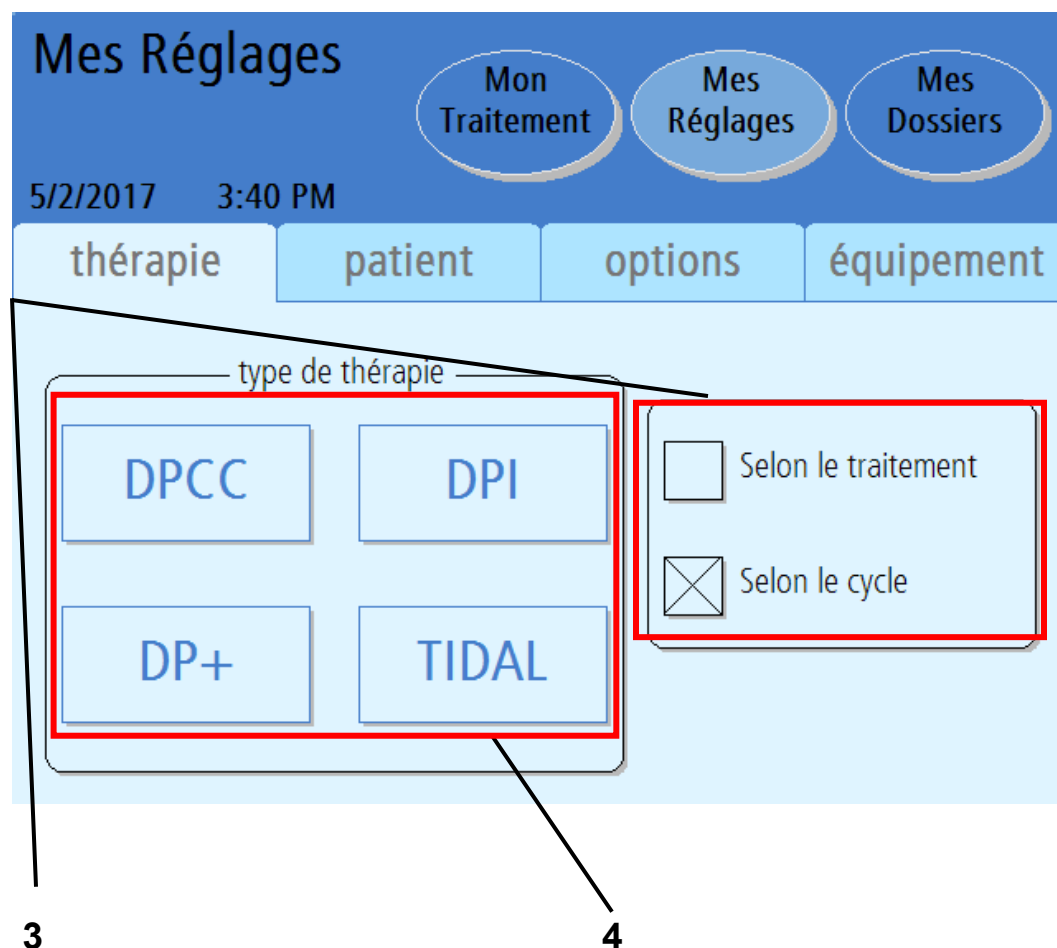 Mes Réglages
Mon
Traitement
Mes
Réglages
Mes
Dossiers
5/2/2017 3:40 PM
thérapie patient options équipement
type de thérapie
DPCC DPI
Selon le traitement
Selon le cycle
DP+ TIDAL
3 4